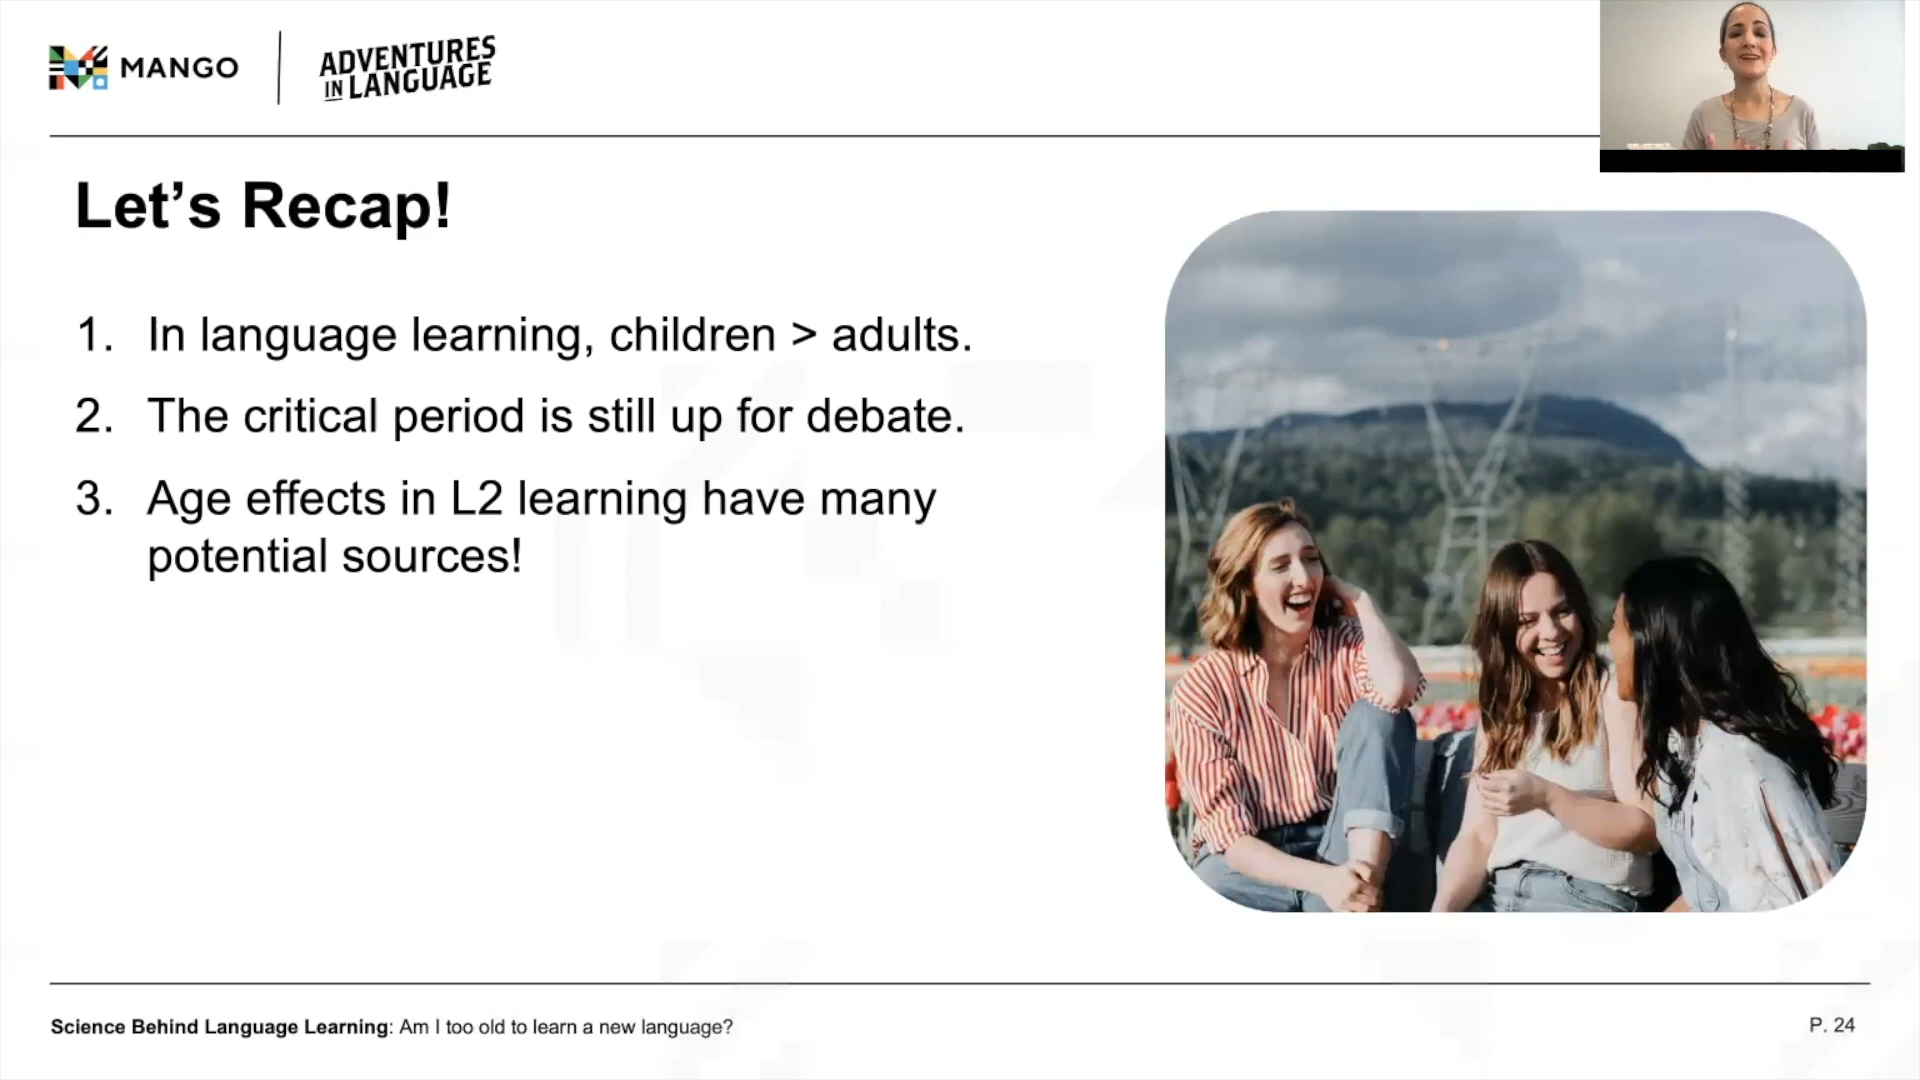 MANGO
ADVENTURES
IN LANGUAGE
Let’s Recap!
1. In language learning, children > adults.
2. The critical period is still up for debate.
3. Age effects in L2 learning have many
potential sources!
Science Behind Language Learning: Am I too old to learn a new language?
P. 24